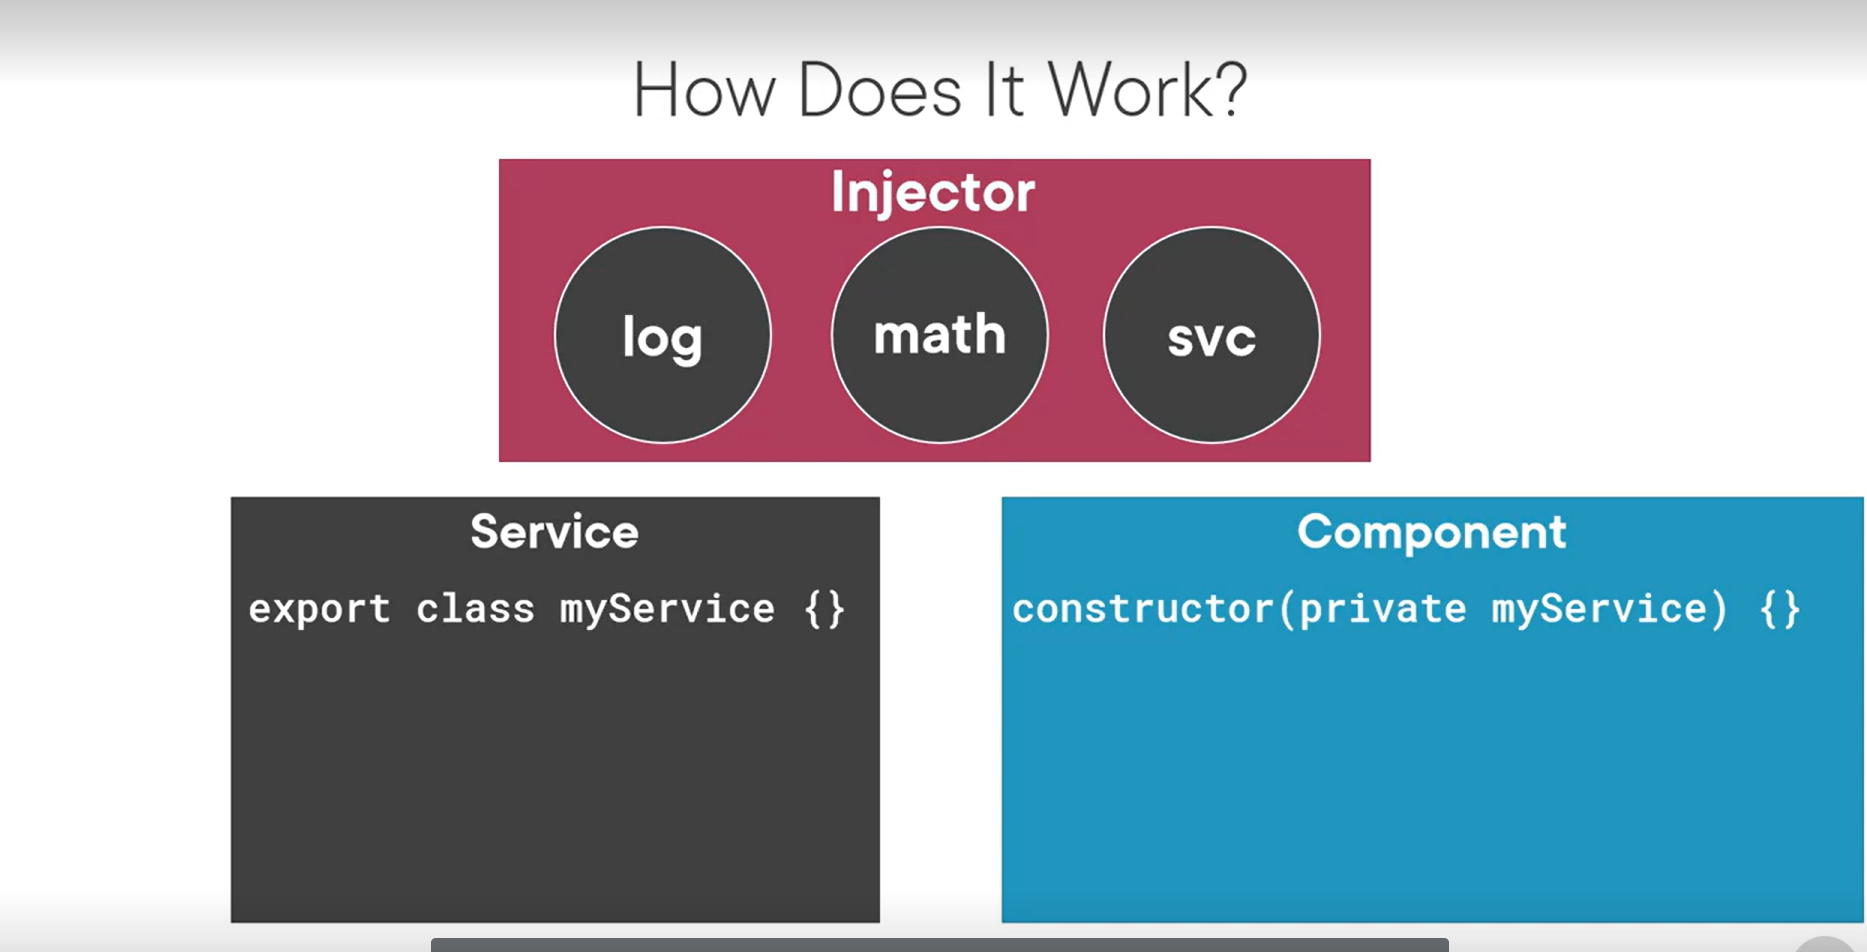 How Does It Work?
Injector
log
math
svc
Service
export class myService {}
Component
constructor(private myService) {}